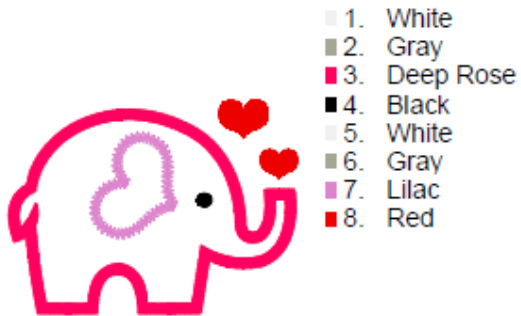 1. White
2. Gray
3. Deep Rose
4. Black
5. White
6. Gray
7. Lilac
8. Red